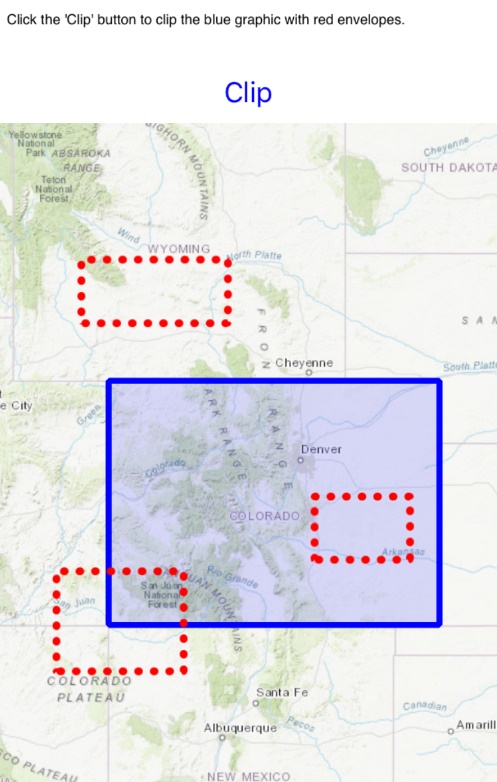 Click the 'Clip' button to clip the blue graphic with red envelopes.
Clip
Yellowstone
National
Park
ABSAROKA
RANGE
Teton
National
Forest
BIGHORN MOUNTAINS
Cheyenne
SOUTH DAKOTA
Wind
WYOMING
North Platte
FRON
S A N
Cheyenne
South Platte
e City
Green
ARK RANGE
RANGE
Denver
Colorado
COLORADO
Arkansas
San Juan
National
Forest
JUAN MOUNTAINS
Rio Grande
San Juan
COLORADO
PLATEAU
Santa Fe
Canadian
Albuquerque
Pecos
Amarill
CO PLATEAU
NEW MEXICO